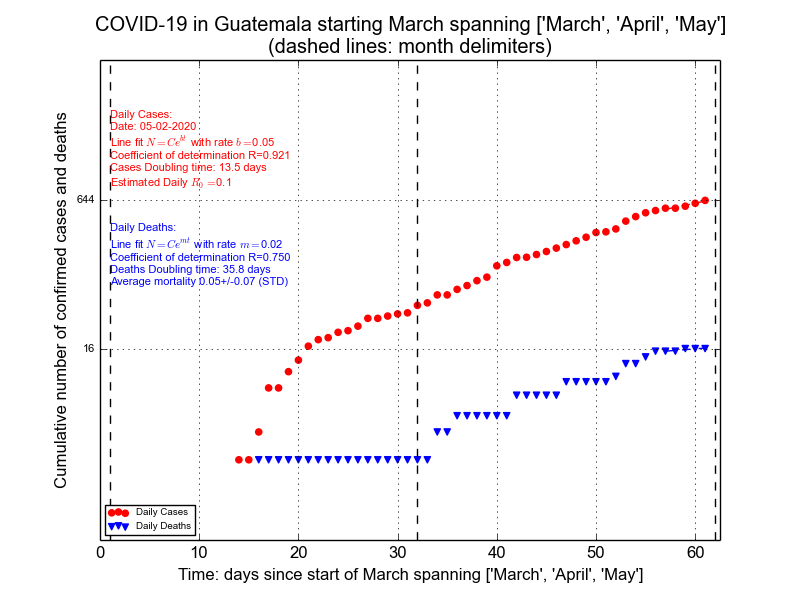 COVID-19 in Guatemala starting March spanning ['March', 'April', 'May']
(dashed lines: month delimiters)
Cumulative number of confirmed cases and deaths
Daily Cases:
Date: 05-02-2020
Line fit N = Ce^{bt} with rate b =0.05
Coefficient of determination R=0.921
Cases Doubling time: 13.5 days
Estimated Daily R_0 =0.1
644
Daily Deaths:
Line fit N = Ce^{mt} with rate m =0.02
Coefficient of determination R=0.750
Deaths Doubling time: 35.8 days
Average mortality 0.05+/-0.07 (STD)
16
Daily Cases
Daily Deaths
0 10 20 30 40 50 60
Time: days since start of March spanning ['March', 'April', 'May']